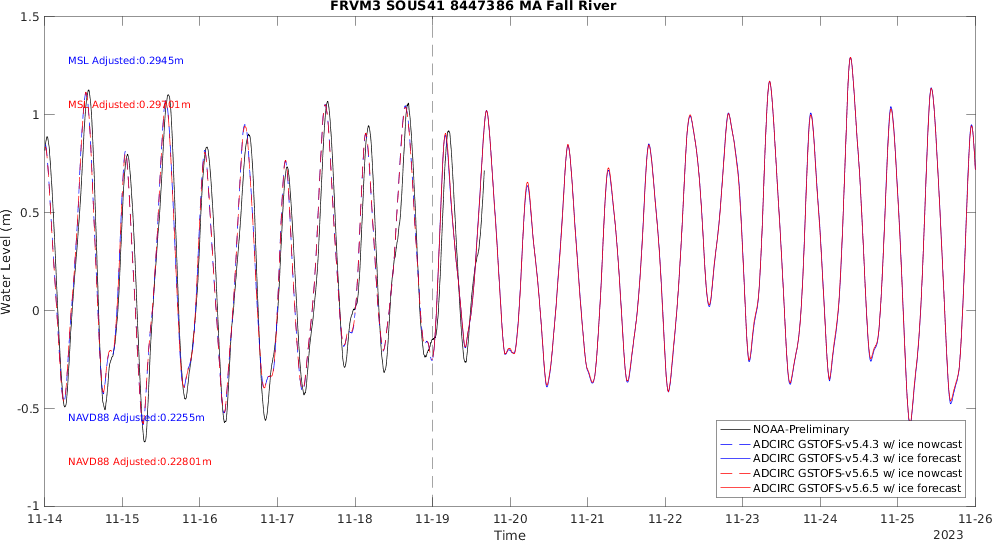 FRVM3 SOUS41 8447386 MA Fall River
1.5
1
0.5
0
-0.5
-1
Water Level (m)
MSL Adjusted:0.2945m
MSL Adjusted:0.29701m
NAVD88 Adjusted:0.2255m
NAVD88 Adjusted:0.22801m
NOAA-Preliminary
ADCIRC GSTOFS-v5.4.3 w/ ice nowcast
ADCIRC GSTOFS-v5.4.3 w/ ice forecast
ADCIRC GSTOFS-v5.6.5 w/ ice nowcast
ADCIRC GSTOFS-v5.6.5 w/ ice forecast
11-14 11-15 11-16 11-17 11-18 11-19 11-20 11-21 11-22 11-23 11-24 11-25 11-26
Time
2023